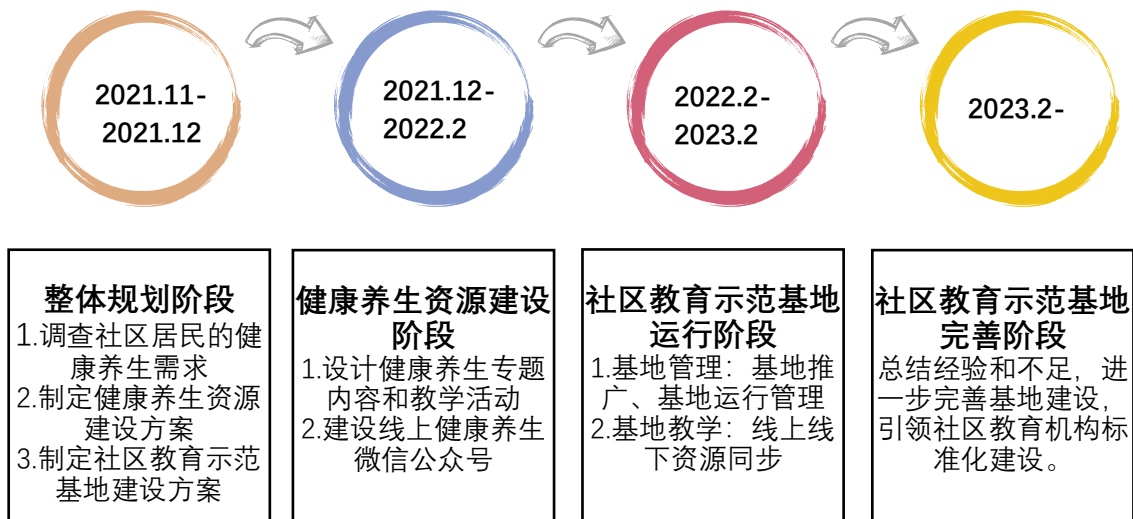 2021.11-
2021.12
2021.12-
2022.2
2022.2-
2023.2
2023.2-
整体规划阶段
1.调查社区居民的健
康养生需求
2.制定健康养生资源
建设方案
3.制定社区教育示范
基地建设方案
健康养生资源建设
阶段
1.设计健康养生专题
内容和教学活动
2.建设线上健康养生
微信公众号
社区教育示范基地
运行阶段
1.基地管理：基地推
广、基地运行管理
2.基地教学：线上线
下资源同步
社区教育示范基地
完善阶段
总结经验和不足，进
一步完善基地建设，
引领社区教育机构标
准化建设。